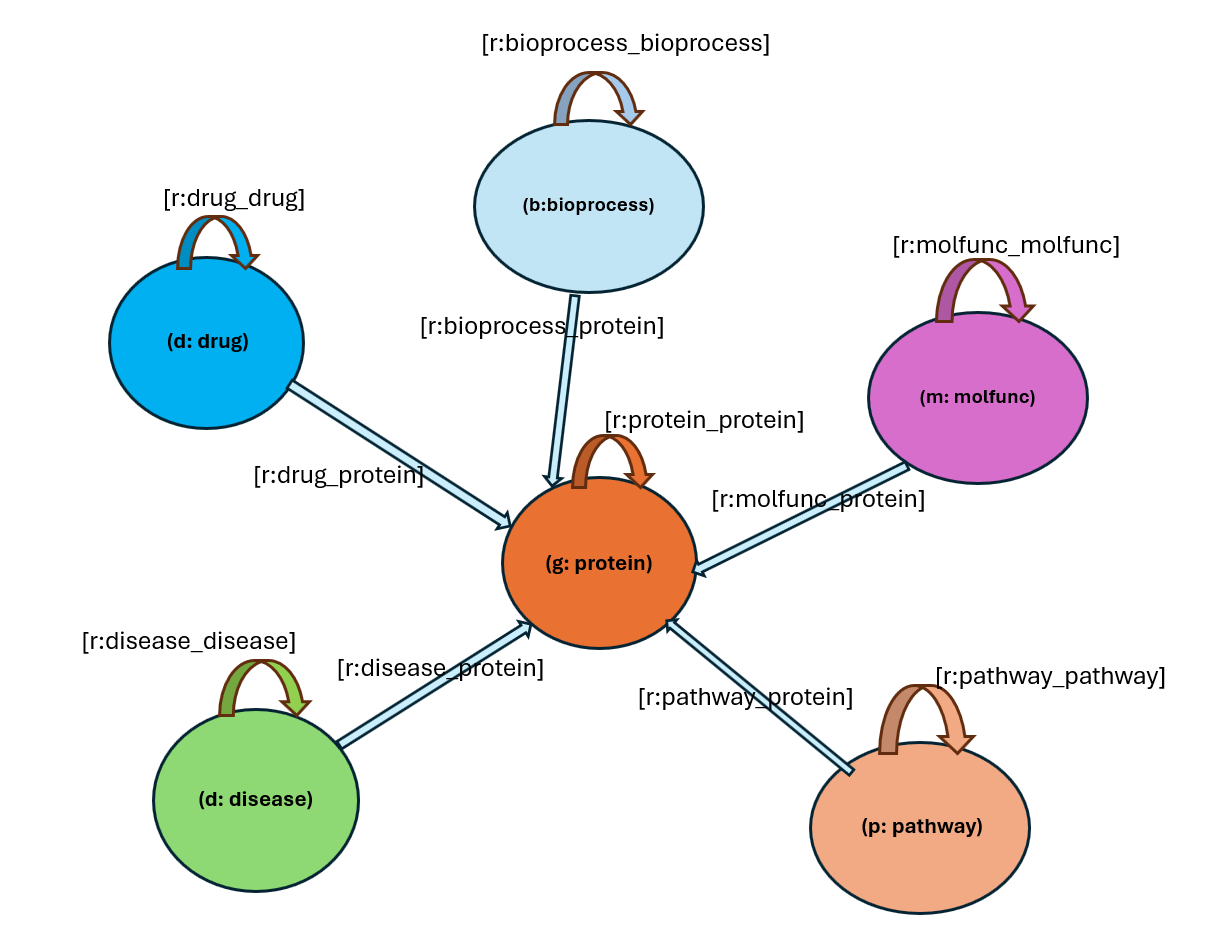 [r:bioprocess_bioprocess]
[r:drug_drug]
(b:bioprocess)
[r:molfunc_molfunc]
[r:bioprocess_protein]
(d: drug)
(m: molfunc)
[r:protein_protein]
[r:drug_protein]
[r:molfunc_protein]
(g: protein)
[r:disease_disease]
[r:disease_protein]
[r:pathway_pathway]
[r:pathway_protein]
(d: disease)
(p: pathway)